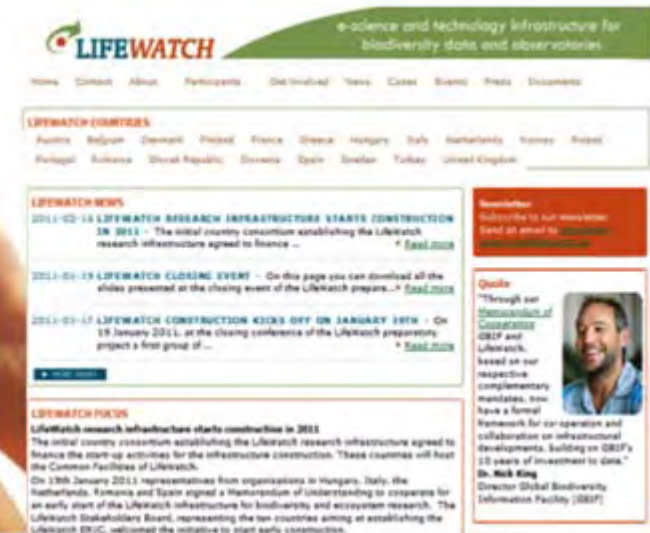 LIFEWATCH
e-science and technology infrastructure for
biodiversity data and observatories
Home Contact About Participants Get Involved News Cases Events Press Documents
LIFEWATCH COUNTRIES
Austria Belgium Denmark Finland France Greece Hungary Italy Netherlands Norway Poland
Portugal Romania Slovak Republic Slovenia Spain Sweden Turkey United Kingdom
LIFEWATCH NEWS
2011-02-16 LIFEWATCH RESEARCH INFRASTRUCTURE STARTS CONSTRUCTION
IN 2011 - The initial country consortium establishing the LifeWatch
research infrastructure agreed to finance ... * Read more
LIFEWATCH CLOSING EVENT - On this page you can download all the
slides presented at the closing event of the LifeWatch prepara...* Read more
LIFEWATCH CONSTRUCTION KICKS OFF ON JANUARY 19TH - On
19 January 2011, at the closing conference of the LifeWatch preparatory
project a first group of ... * Read more
LIFEWATCH FOCUS
LifeWatch research infrastructure starts construction in 2011
The initial country consortium establishing the LifeWatch research infrastructure agreed to
finance the start-up activities for the infrastructure construction. These countries will host
the Common Facilities of LifeWatch.
On 19th January 2011 representatives from organizations in Hungary, Italy, the
Netherlands, Romania and Spain signed a Memorandum of Understanding to cooperate for
an early start of the LifeWatch infrastructure for biodiversity and ecosystem research. The
LifeWatch Stakeholders Board, representing the ten countries aiming at establishing the
LifeWatch ERIC, welcomed the initiative to start early construction.
Newsletter
Subscribe to our newsletter.
Send an email to
Quote
"Through our
Memorandum of
Cooperation
GBIF and
LifeWatch,
based on our
respective
complementary
mandates, now
have a formal
framework for co-operation and
collaboration on infrastructural
developments, building on GBIF's
10 years of investment to date."
Dr. Nick King
Director Global Biodiversity
Information Facility (GBIF)